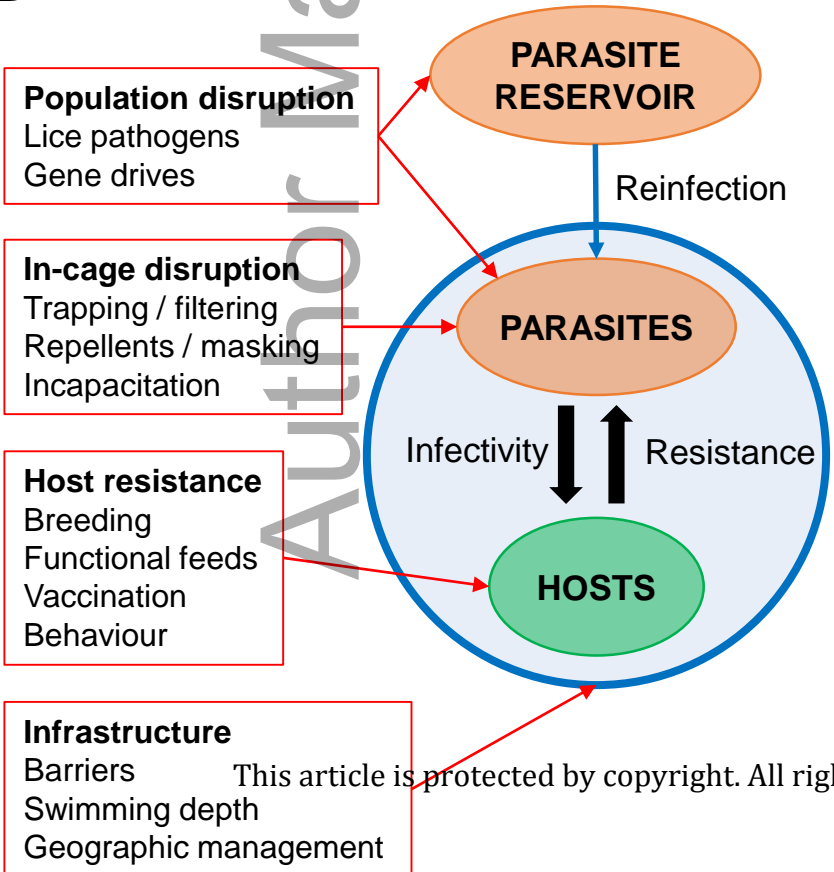 PARASITE
RESERVOIR
Population disruption
Lice pathogens
Gene drives
Reinfection
In-cage disruption
Trapping / filtering
Repellents / masking
Incapacitation
PARASITES
Infectivity
Resistance
Host resistance
Breeding
Functional feeds
Vaccination
Behaviour
HOSTS
Infrastructure
Barriers
Swimming depth
Geographic management
This article is protected by copyright. All righ
Author Ma